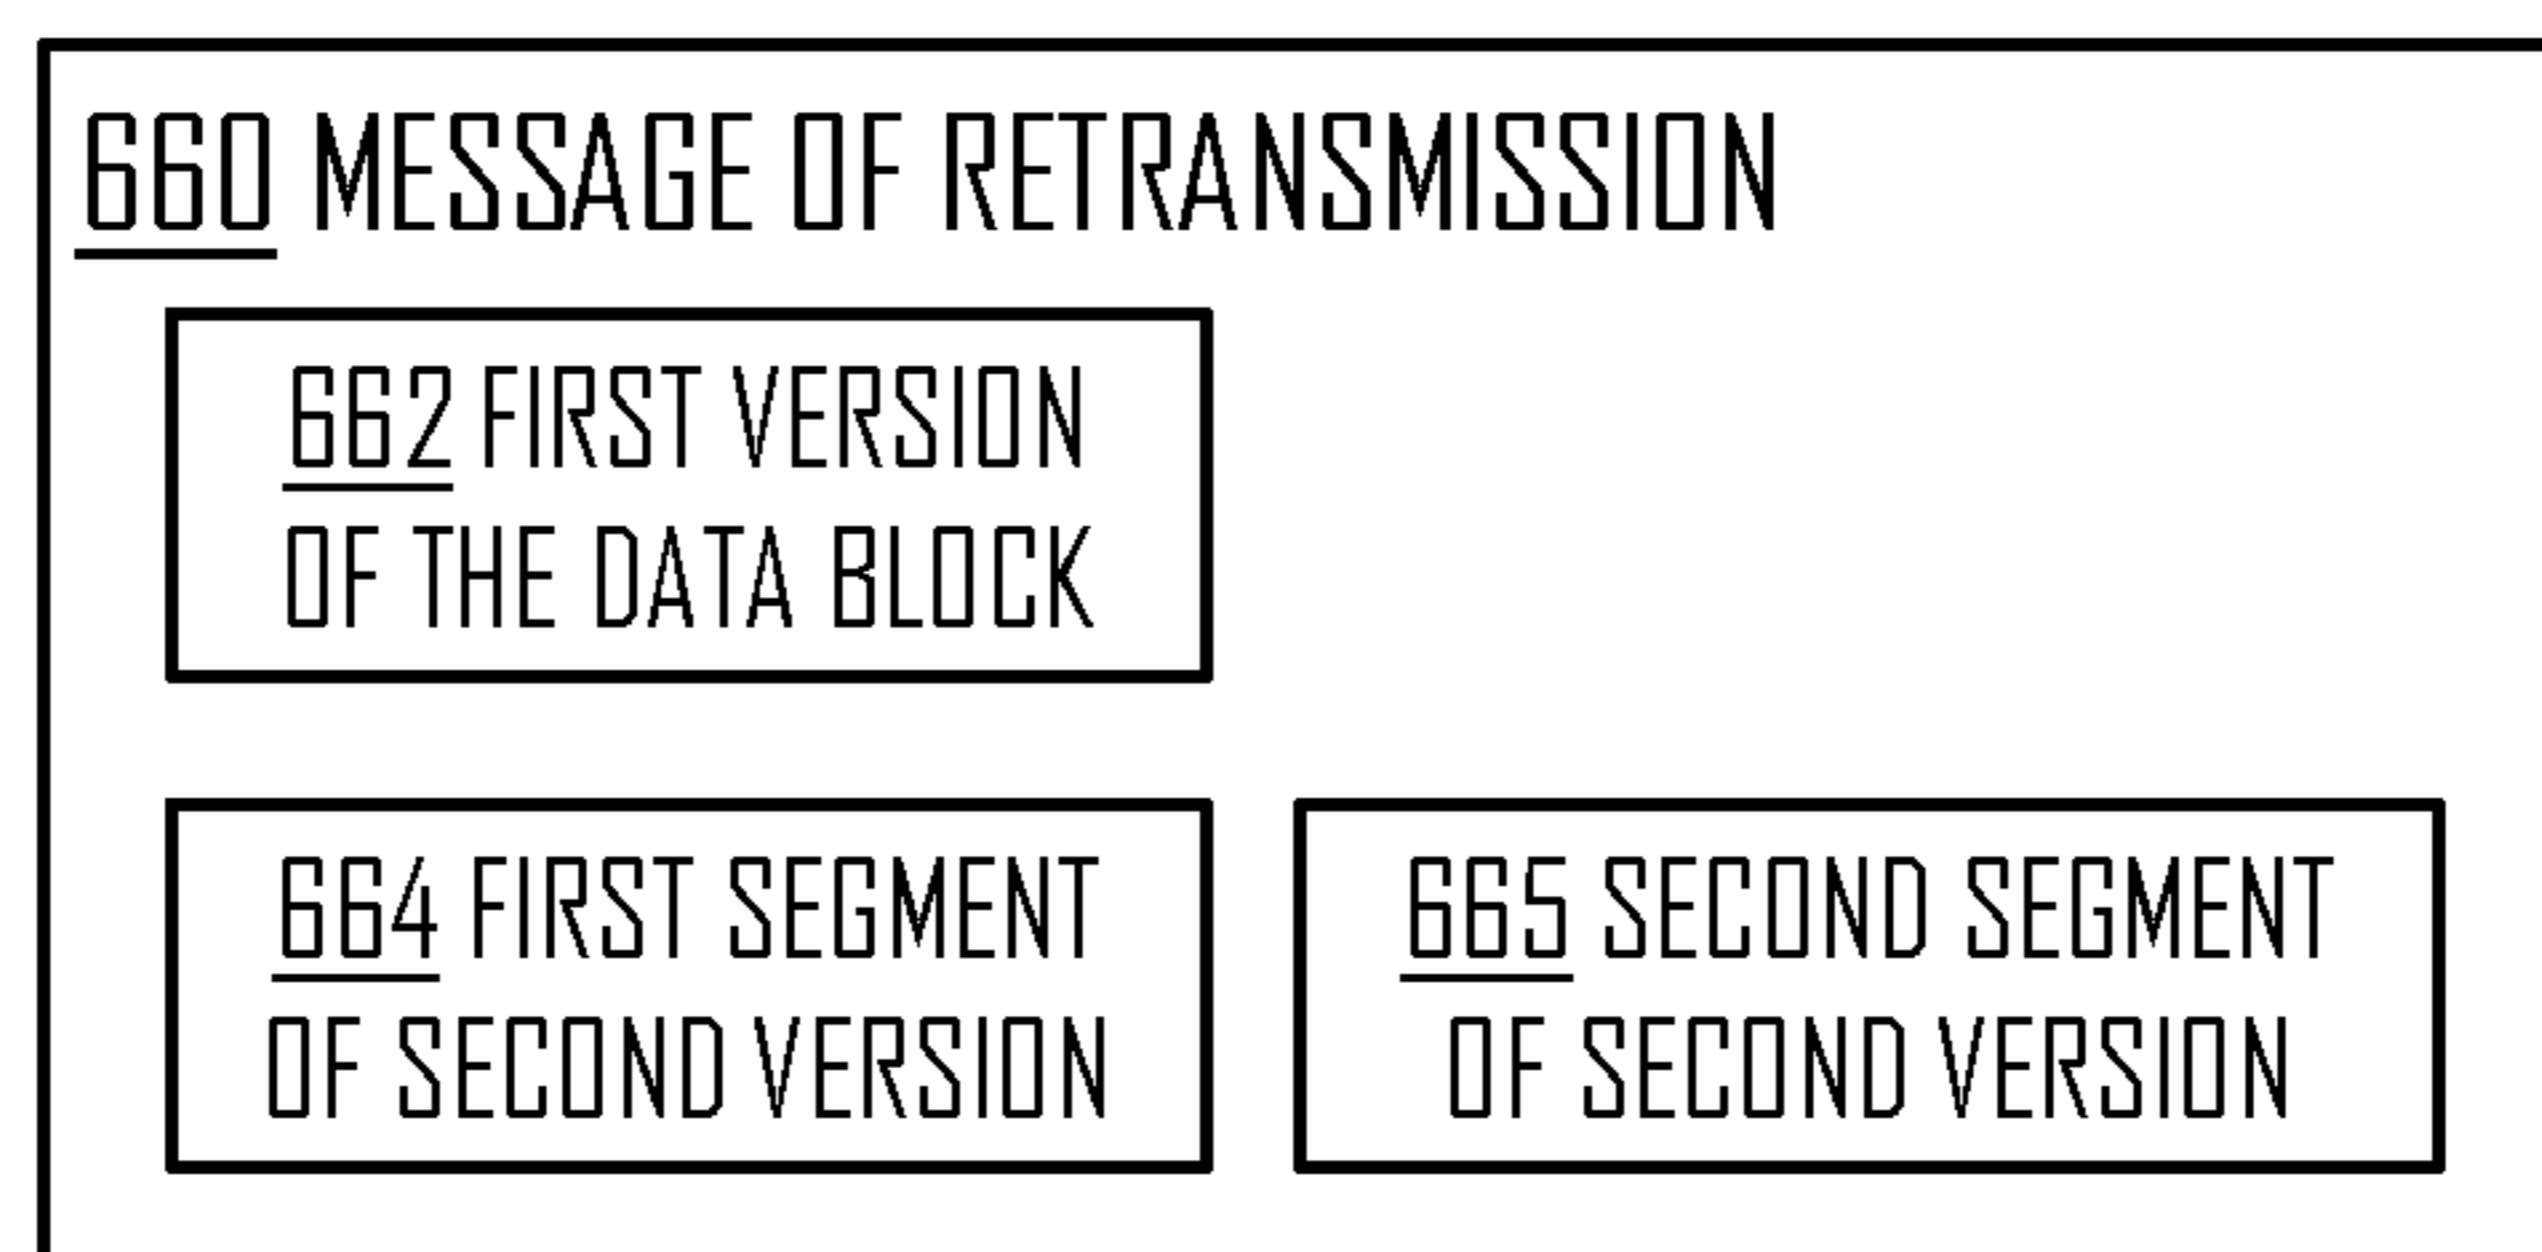 660 MESSAGE OF RETRANSMISSION
662 FIRST VERSION
OF THE DATA BLOCK
664 FIRST SEGMENT
OF SECOND VERSION
665 SECOND SEGMENT
OF SECOND VERSION